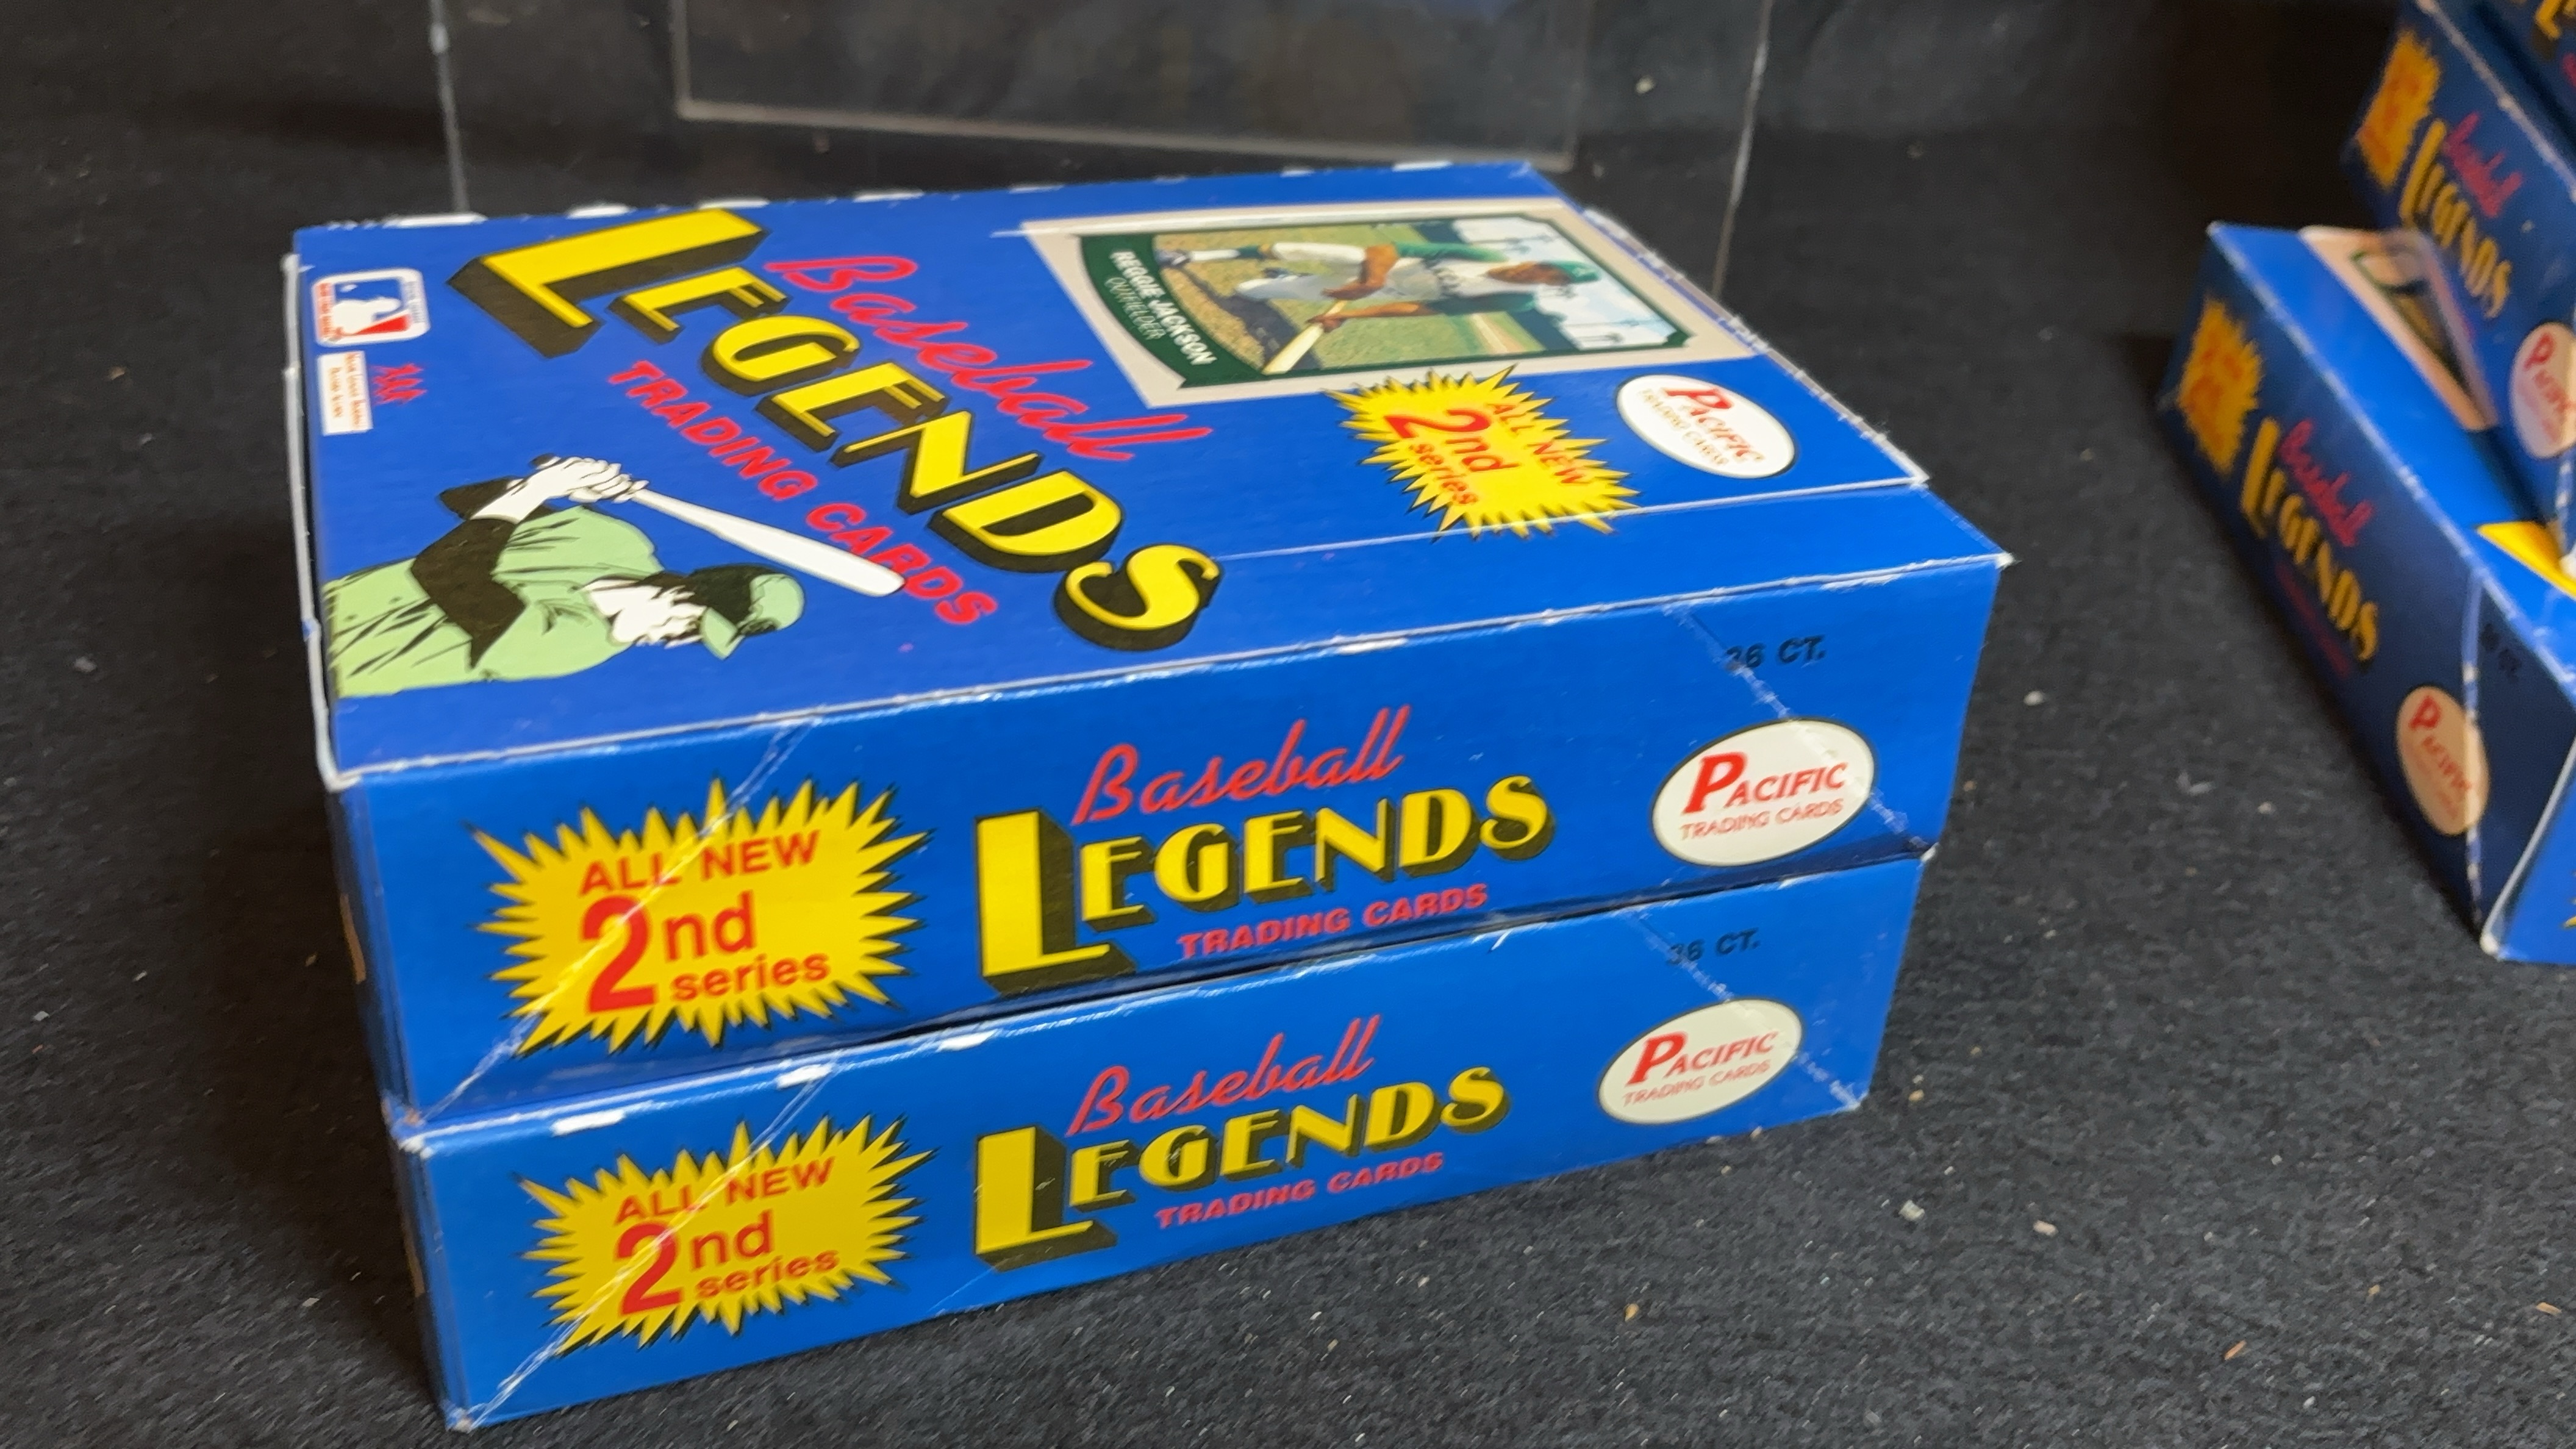 Baseball
LEGENDS
TRADING CARDS
REGGIE JACKSON
OUTFIELDER
ALL NEW
2nd
series
PACIFIC
TRADING CARDS
36 CT.
ALL NEW
2nd
series
Baseball
LEGENDS
TRADING CARDS
PACIFIC
TRADING CARDS
36 CT.
ALL NEW
2nd
series
Baseball
LEGENDS
TRADING CARDS
PACIFIC
TRADING CARDS
Baseball
LEGENDS
Baseball
LEGENDS
PACIFIC